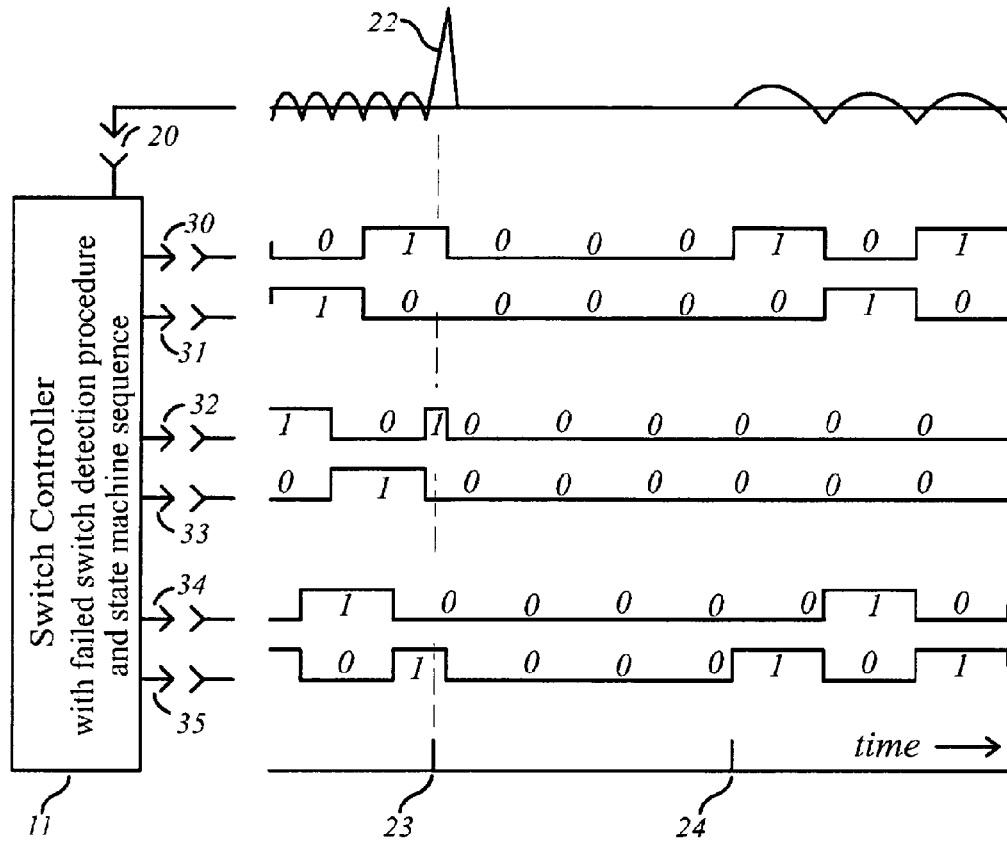 22
20
30
0 1 0 0 0 1 0 1
1 0 0 0 0 0 1 0
31
32
1 0 1 0 0 0 0 0 0
0 1 0 0 0 0 0 0
33
34
1 0 0 0 0 0 1 0
0 1 0 0 0 1 0 1
35
Switch Controller
with failed switch detection procedure
and state machine sequence
time
11
23
24